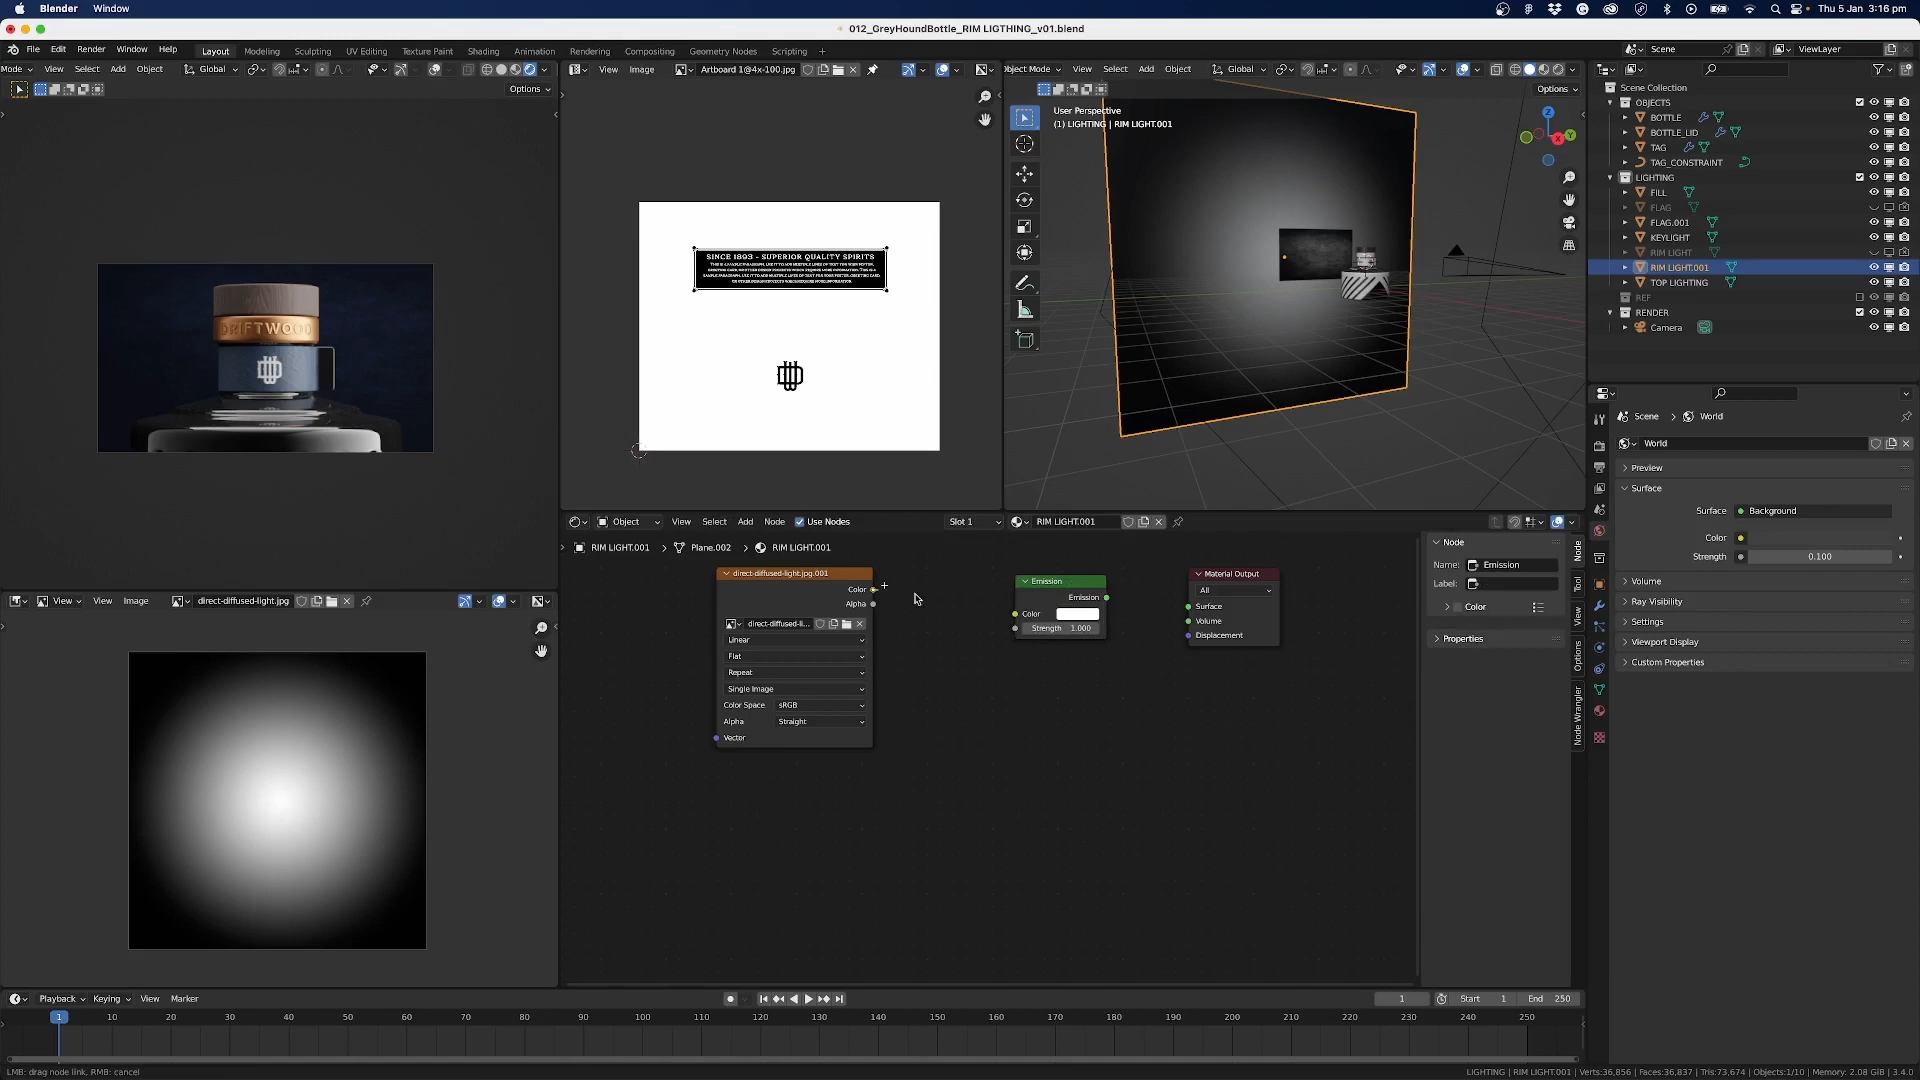 Blender Window Thu 5 Jan 3:16 pm
012_GreyHoundBottle_RIM LIGTHING_v01.blend
File Edit Render Window Help Layout Modeling Sculpting UV Editing Texture Paint Shading Animation Rendering Compositing Geometry Nodes Scripting + Scene ViewLayer
Mode View Select Add Object Global View Image Artboard 1@4x-100.jpg bject Mode View Select Add Object Global
Options Options
User Perspective
(1) LIGHTING | RIM LIGHT.001
Scene Collection
OBJECTS
BOTTLE
BOTTLE_LID
TAG
TAG_CONSTRAINT
LIGHTING
FILL
FLAG
FLAG.001
KEYLIGHT
RIM LIGHT
RIM LIGHT.001
TOP LIGHTING
REF
RENDER
Camera
Z
Y
X
SINCE 1893 - SUPERIOR QUALITY SPIRITS
DRIFTWOOD
Scene World
World
Preview
Surface
Surface Background
Color
Strength 0.100
Volume
Ray Visibility
Settings
Viewport Display
Custom Properties
Object View Select Add Node Use Nodes Slot 1 RIM LIGHT.001
RIM LIGHT.001 Plane.002 RIM LIGHT.001
direct-diffused-light.jpg.001
Color
Alpha
direct-diffused-li...
Linear
Flat
Repeat
Single Image
Color Space sRGB
Alpha Straight
Vector
Emission
Emission
Color
Strength 1.000
Material Output
All
Surface
Volume
Displacement
Node
Name: Emission
Label:
Color
Properties
Node
Tool
View
Options
Node Wrangler
View View Image direct-diffused-light.jpg
Playback Keying View Marker 1 Start 1 End 250
1 10 20 30 40 50 60 70 80 90 100 110 120 130 140 150 160 170 180 190 200 210 220 230 240 250
LMB: drag node link, RMB: cancel LIGHTING | RIM LIGHT.001 | Verts:36,856 | Faces:36,837 | Tris:73,674 | Objects:1/10 | Memory: 2.08 GiB | 3.4.0